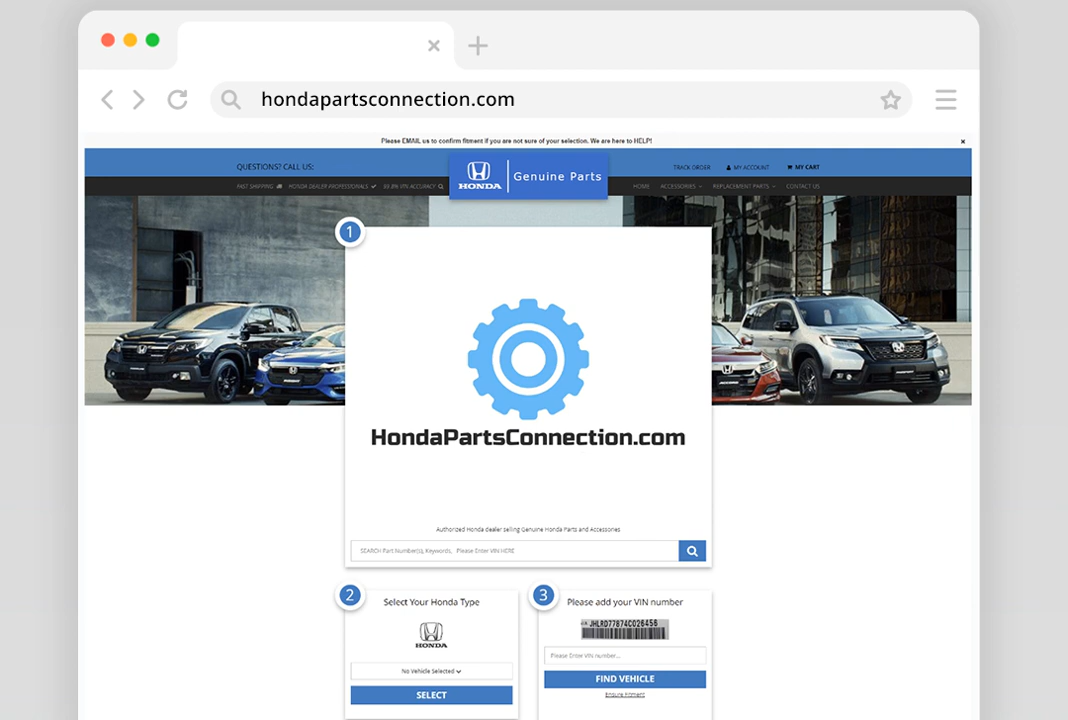 hondapartsconnection.com
Please EMAIL us to confirm fitment if you are not sure of your selection. We are here to HELP!
QUESTIONS? CALL US:
TRACK ORDER MY ACCOUNT MY CART
HONDA Genuine Parts
FAST SHIPPING HONDA DEALER PROFESSIONALS 99.8% VIN ACCURACY
HOME ACCESSORIES REPLACEMENT PARTS CONTACT US
1
HondaPartsConnection.com
Authorized Honda dealer selling Genuine Honda Parts and Accessories
SEARCH Part Number(s), Keywords, Please Enter VIN HERE
2
Select Your Honda Type
HONDA
No Vehicle Selected
SELECT
3
Please add your VIN number
JHLRD77874C026456
Please Enter VIN number...
FIND VEHICLE
Ensure Fitment